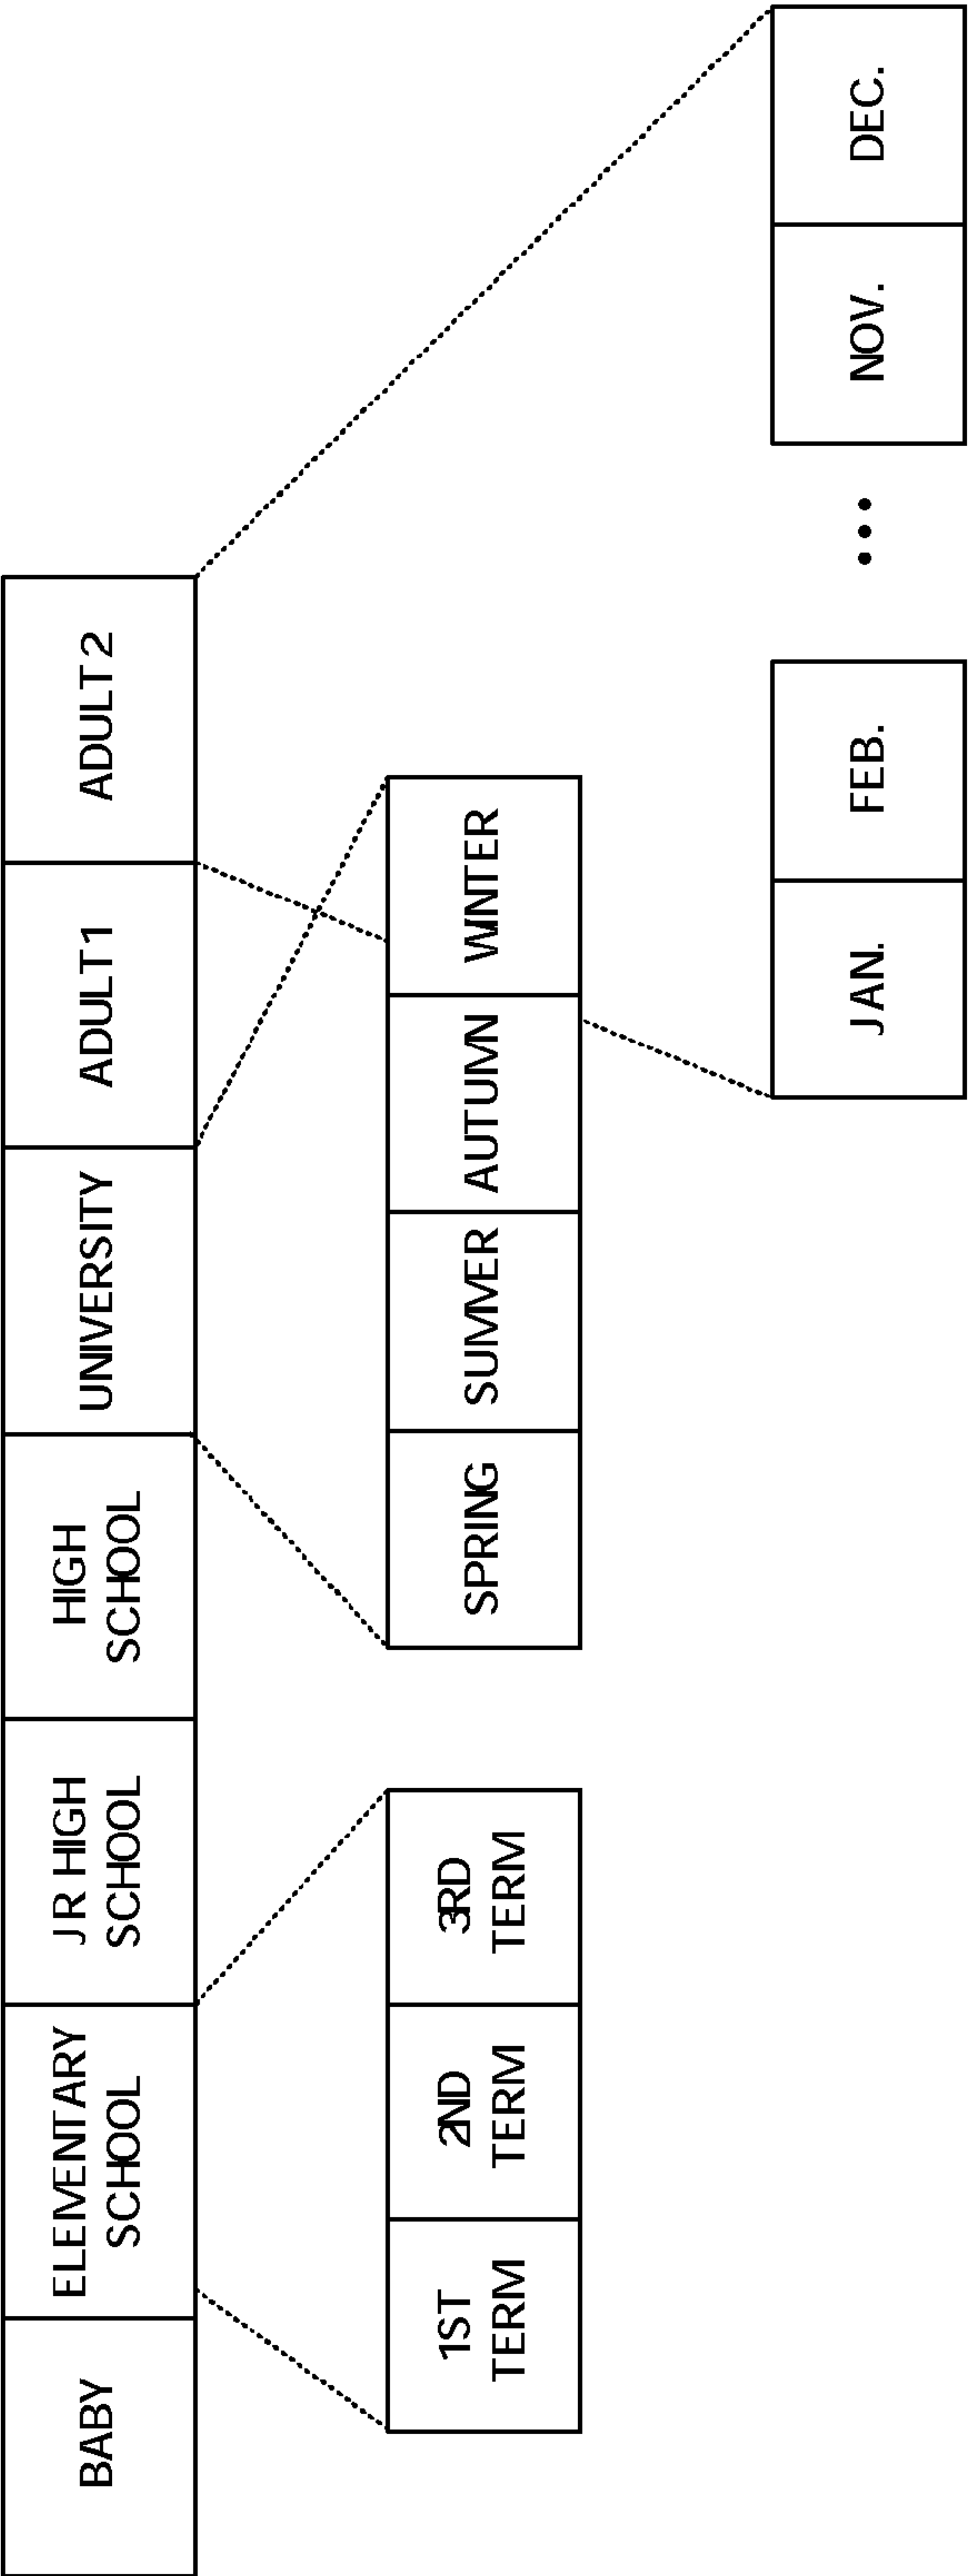 BABY
ELEMENTARY
SCHOOL
JR HIGH
SCHOOL
HIGH
SCHOOL
UNIVERSITY
ADULT1
ADULT2
1ST
TERM
2ND
TERM
3RD
TERM
SPRING
SUMMER
AUTUMN
WINTER
JAN.
FEB.
...
NOV.
DEC.